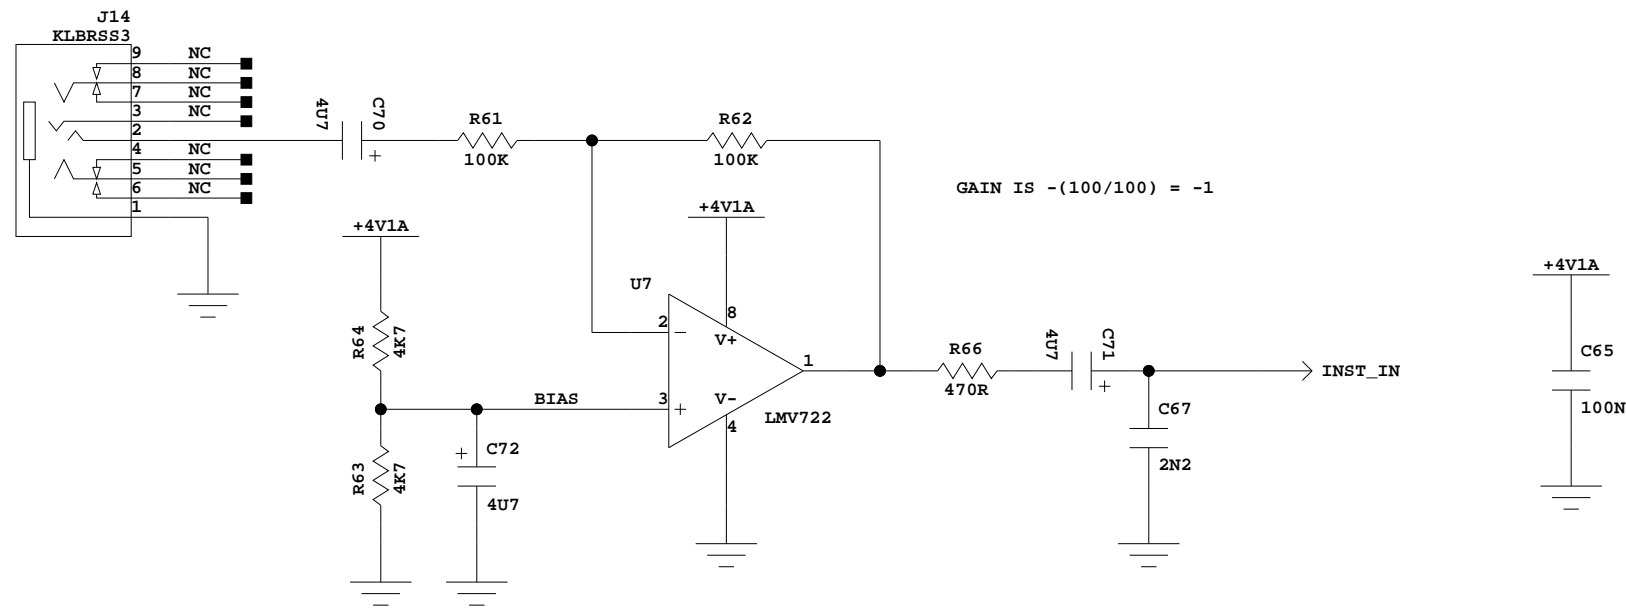 J14
KLBRSS3
9 NC
8 NC
7 NC
3 NC
2
4 NC
5 NC
6 NC
1
4U7
C70
+
R61
100K
R62
100K
GAIN IS -(100/100) = -1
+4V1A
+4V1A
+4V1A
U7
8
2 -
V+
1
R64
4K7
R66
470R
4U7
C71
+
INST_IN
C65
100N
BIAS
3 +
V-
4
LMV722
C67
2N2
R63
4K7
+
C72
4U7